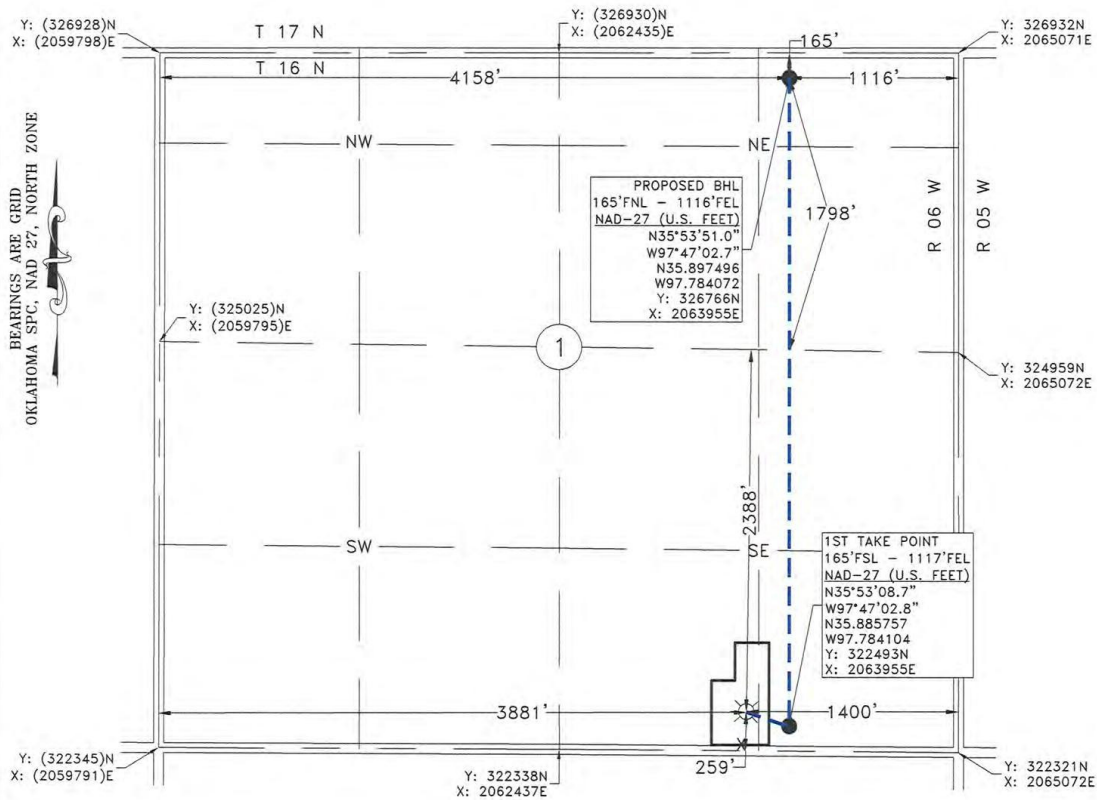 Y: (326928)N
X: (2059798)E
T 17 N
T 16 N
Y: (326930)N
X: (2062435)E
165'
Y: 326932N
X: 2065071E
4158'
1116'
BEARINGS ARE GRID
OKLAHOMA SPC, NAD 27, NORTH ZONE
NW
NE
PROPOSED BHL
165'FNL - 1116'FEL
NAD-27 (U.S. FEET)
N35°53'51.0"
W97°47'02.7"
N35.897496
W97.784072
Y: 326766N
X: 2063955E
1798'
R 06 W
R 05 W
Y: (325025)N
X: (2059795)E
1
Y: 324959N
X: 2065072E
2388'
SW
SE
1ST TAKE POINT
165'FSL - 1117'FEL
NAD-27 (U.S. FEET)
N35°53'08.7"
W97°47'02.8"
N35.885757
W97.784104
Y: 322493N
X: 2063955E
3881'
1400'
259'
Y: (322345)N
X: (2059791)E
Y: 322338N
X: 2062437E
Y: 322321N
X: 2065072E